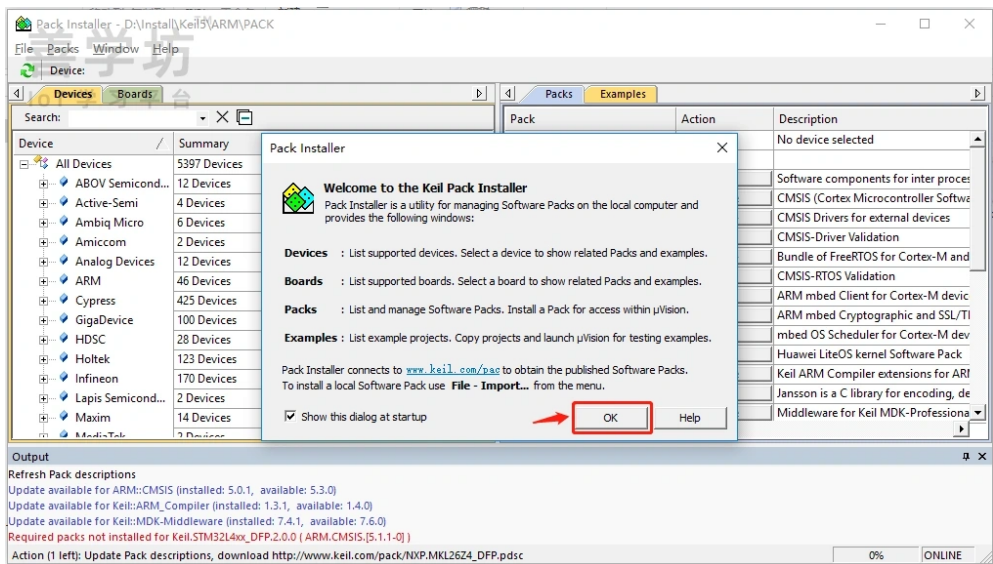 Pack Installer - D:\Install\Keil5\ARM\PACK
善学坊
TM
IoT 学习平台
File Packs Window Help
Device:
Devices Boards
Packs Examples
Search:
Device / Summary
Pack Action Description
All Devices 5397 Devices
ABOV Semicond... 12 Devices
Active-Semi 4 Devices
Ambiq Micro 6 Devices
Amiccom 2 Devices
Analog Devices 12 Devices
ARM 46 Devices
Cypress 425 Devices
GigaDevice 100 Devices
HDSC 28 Devices
Holtek 123 Devices
Infineon 170 Devices
Lapis Semicond... 2 Devices
Maxim 14 Devices
MediaTek 2 Devices
No device selected
Software components for inter proces
CMSIS (Cortex Microcontroller Softwa
CMSIS Drivers for external devices
CMSIS-Driver Validation
Bundle of FreeRTOS for Cortex-M and
CMSIS-RTOS Validation
ARM mbed Client for Cortex-M devic
ARM mbed Cryptographic and SSL/Tl
mbed OS Scheduler for Cortex-M dev
Huawei LiteOS kernel Software Pack
Keil ARM Compiler extensions for ARI
Jansson is a C library for encoding, de
Middleware for Keil MDK-Professiona
Pack Installer
Welcome to the Keil Pack Installer
Pack Installer is a utility for managing Software Packs on the local computer and
provides the following windows:
Devices : List supported devices. Select a device to show related Packs and examples.
Boards : List supported boards. Select a board to show related Packs and examples.
Packs : List and manage Software Packs. Install a Pack for access within µVision.
Examples : List example projects. Copy projects and launch µVision for testing examples.
Pack Installer connects to www.keil.com/pac to obtain the published Software Packs.
To install a local Software Pack use File - Import... from the menu.
Show this dialog at startup
OK
Help
Output
Refresh Pack descriptions
Update available for ARM::CMSIS (installed: 5.0.1, available: 5.3.0)
Update available for Keil::ARM_Compiler (installed: 1.3.1, available: 1.4.0)
Update available for Keil::MDK-Middleware (installed: 7.4.1, available: 7.6.0)
Required packs not installed for Keil.STM32L4xx_DFP.2.0.0 ( ARM.CMSIS.[5.1.1-0] )
Action (1 left): Update Pack descriptions, download http://www.keil.com/pack/NXP.MKL26Z4_DFP.pdsc
0%
ONLINE